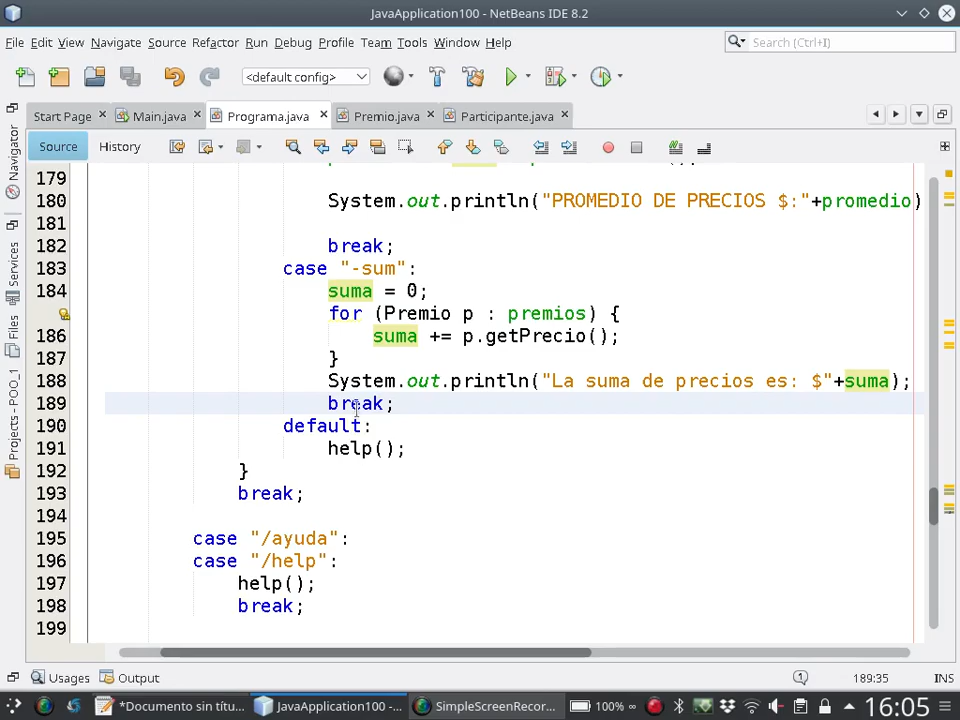 JavaApplication100 - NetBeans IDE 8.2
File Edit View Navigate Source Refactor Run Debug Profile Team Tools Window Help
Search (Ctrl+I)
<default config>
Start Page Main.java Programa.java Premio.java Participante.java
Source History
Navigator
Services
Files
Projects - POO_1
179
180 System.out.println("PROMEDIO DE PRECIOS $:"+promedio)
181
182 break;
183 case "-sum":
184 suma = 0;
for (Premio p : premios) {
186 suma += p.getPrecio();
187 }
188 System.out.println("La suma de precios es: $"+suma);
189 break;
190 default:
191 help();
192 }
193 break;
194
195 case "/ayuda":
196 case "/help":
197 help();
198 break;
199
Usages Output
1
189:35 INS
*Documento sin títu... JavaApplication100 -... SimpleScreenRecor... 100% ∞ 16:05